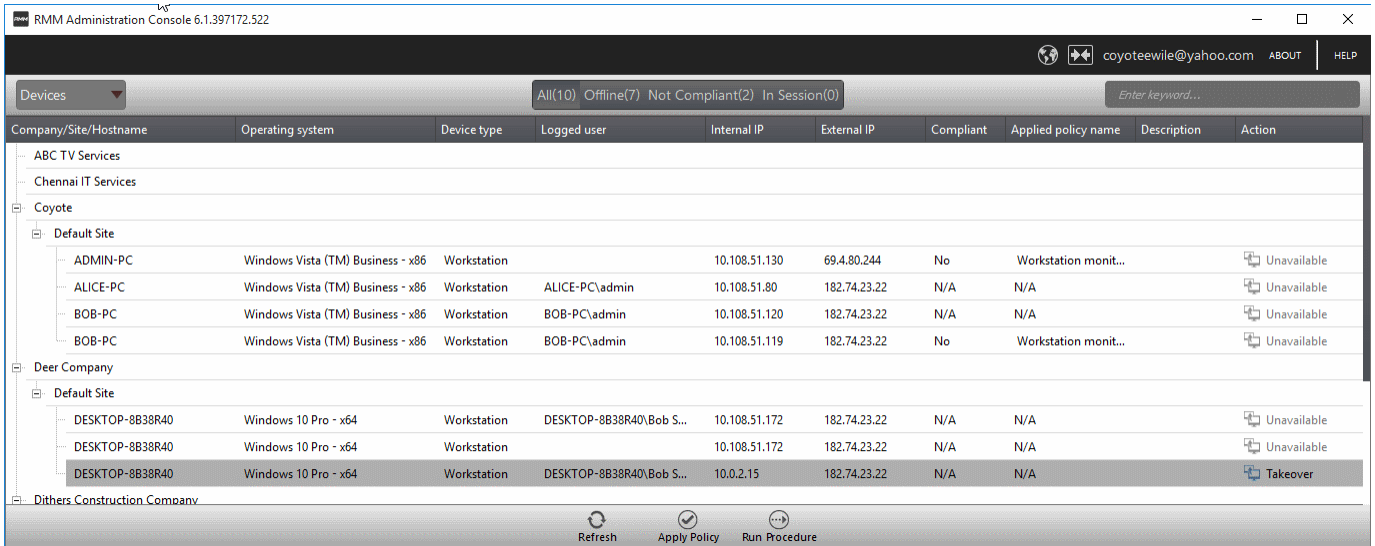 RMM RMM Administration Console 6.1.397172.522
coyoteewile@yahoo.com ABOUT HELP
Devices All(10) Offline(7) Not Compliant(2) In Session(0) Enter keyword...
Company/Site/Hostname Operating system Device type Logged user Internal IP External IP Compliant Applied policy name Description Action
ABC TV Services
Chennai IT Services
Coyote
Default Site
ADMIN-PC Windows Vista (TM) Business - x86 Workstation 10.108.51.130 69.4.80.244 No Workstation monit... Unavailable
ALICE-PC Windows Vista (TM) Business - x86 Workstation ALICE-PC\admin 10.108.51.80 182.74.23.22 N/A N/A Unavailable
BOB-PC Windows Vista (TM) Business - x86 Workstation BOB-PC\admin 10.108.51.120 182.74.23.22 N/A N/A Unavailable
BOB-PC Windows Vista (TM) Business - x86 Workstation BOB-PC\admin 10.108.51.119 182.74.23.22 No Workstation monit... Unavailable
Deer Company
Default Site
DESKTOP-8B38R40 Windows 10 Pro - x64 Workstation DESKTOP-8B38R40\Bob S... 10.108.51.172 182.74.23.22 N/A N/A Unavailable
DESKTOP-8B38R40 Windows 10 Pro - x64 Workstation 10.108.51.172 182.74.23.22 N/A N/A Unavailable
DESKTOP-8B38R40 Windows 10 Pro - x64 Workstation DESKTOP-8B38R40\Bob S... 10.0.2.15 182.74.23.22 N/A N/A Takeover
Dithers Construction Company
Refresh Apply Policy Run Procedure